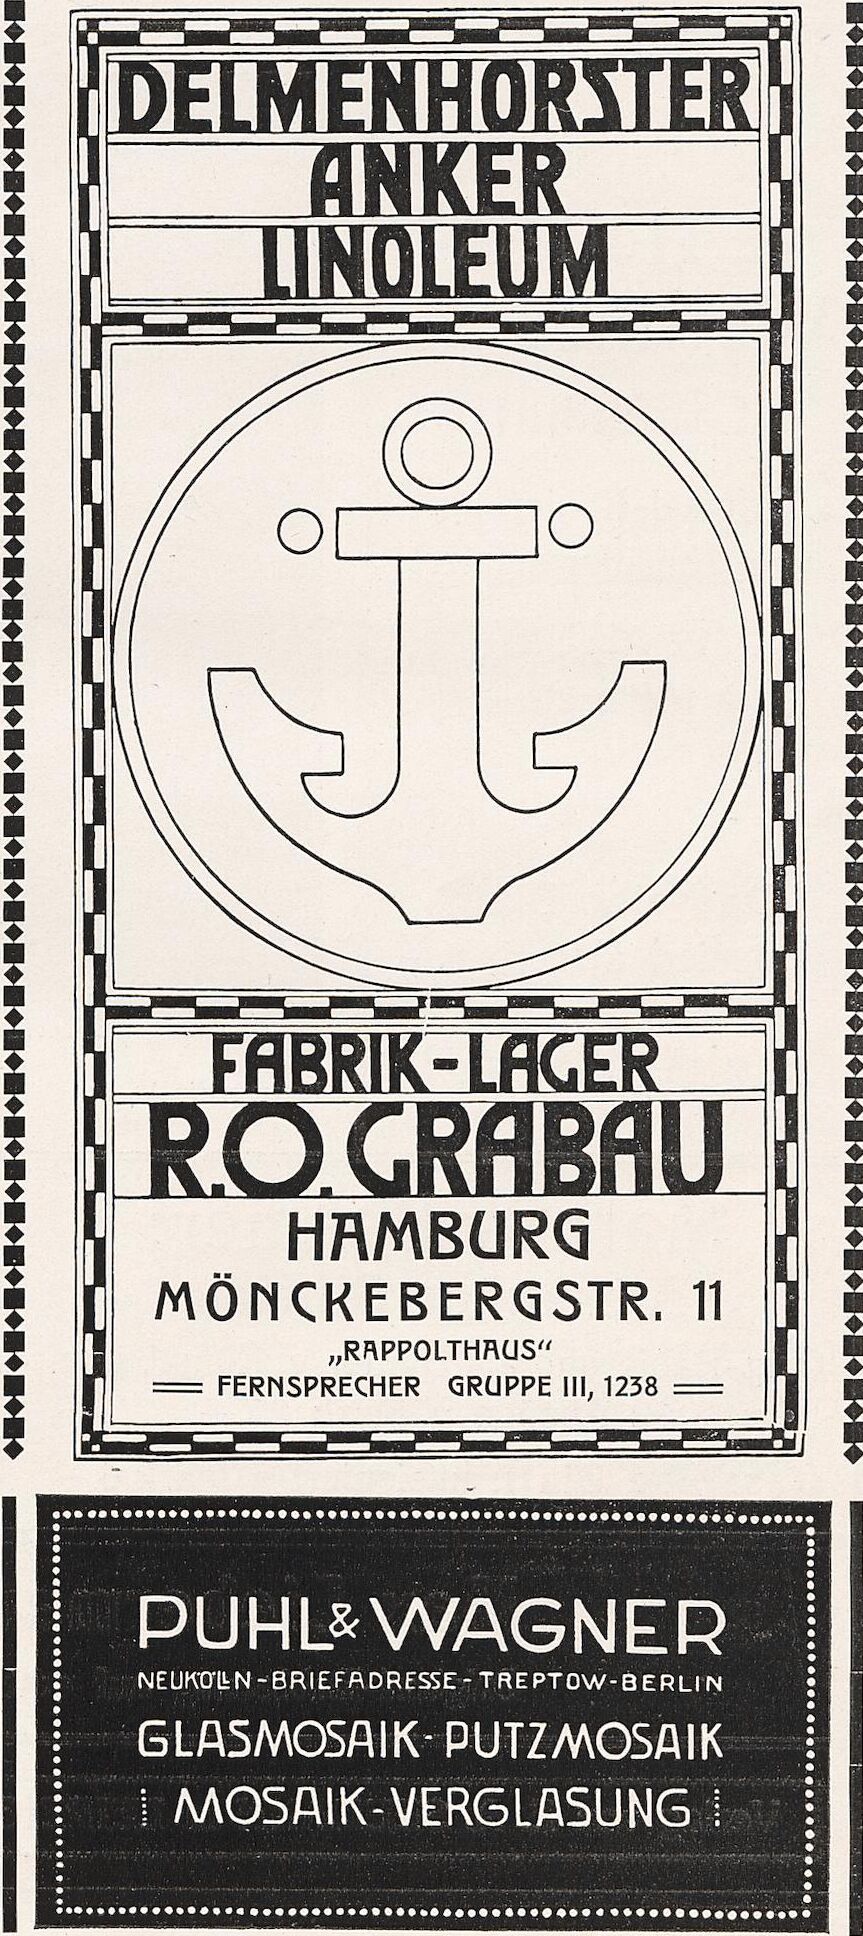 DELMENHORSTER
ANKER
LINOLEUM
FABRIK-LAGER
R.O. GRABAU
HAMBURG
MÖNCKEBERGSTR. 11
„RAPPOLTHAUS“
FERNSPRECHER GRUPPE III, 1238
PUHL & WAGNER
NEUKÖLLN-BRIEFADRESSE-TREPTOW-BERLIN
GLASMOSAIK-PUTZMOSAIK
MOSAIK-VERGLASUNG